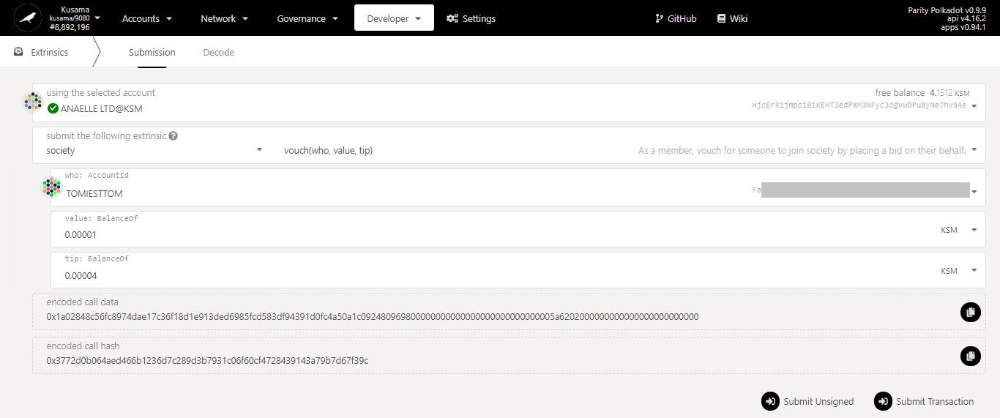 Kusama
kusama/9080
#8,892,196
Accounts
Network
Governance
Developer
Settings
GitHub
Wiki
Parity Polkadot v0.9.9
api v4.16.2
apps v0.94.1
Extrinsics
Submission
Decode
using the selected account
free balance 4.1512 KSM
ANAELLE LTD@KSM
HjcErRijmpoiBiKEHT3edPXM3NFycJogVwDPuByNe7hv9Ae
submit the following extrinsic
society
vouch(who, value, tip)
As a member, vouch for someone to join society by placing a bid on their behalf.
who: AccountId
TOMIESTTOM
Fa
value: BalanceOf
0.00001
KSM
tip: BalanceOf
0.00004
KSM
encoded call data
0x1a02848c56fc8974dae17c36f18d1e913ded6985fcd583df94391d0fc4a50a1c092480969800000000000000000000000000005a6202000000000000000000000000
encoded call hash
0x3772d0b064aed466b1236d7c289d3b7931c06f60cf4728439143a79b7d67f39c
Submit Unsigned
Submit Transaction